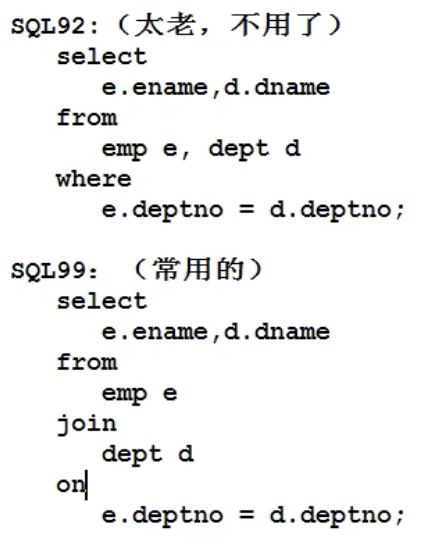 SQL92:（太老，不用了）
select
e.ename,d.dname
from
emp e, dept d
where
e.deptno = d.deptno;
SQL99: （常用的）
select
e.ename,d.dname
from
emp e
join
dept d
on
e.deptno = d.deptno;